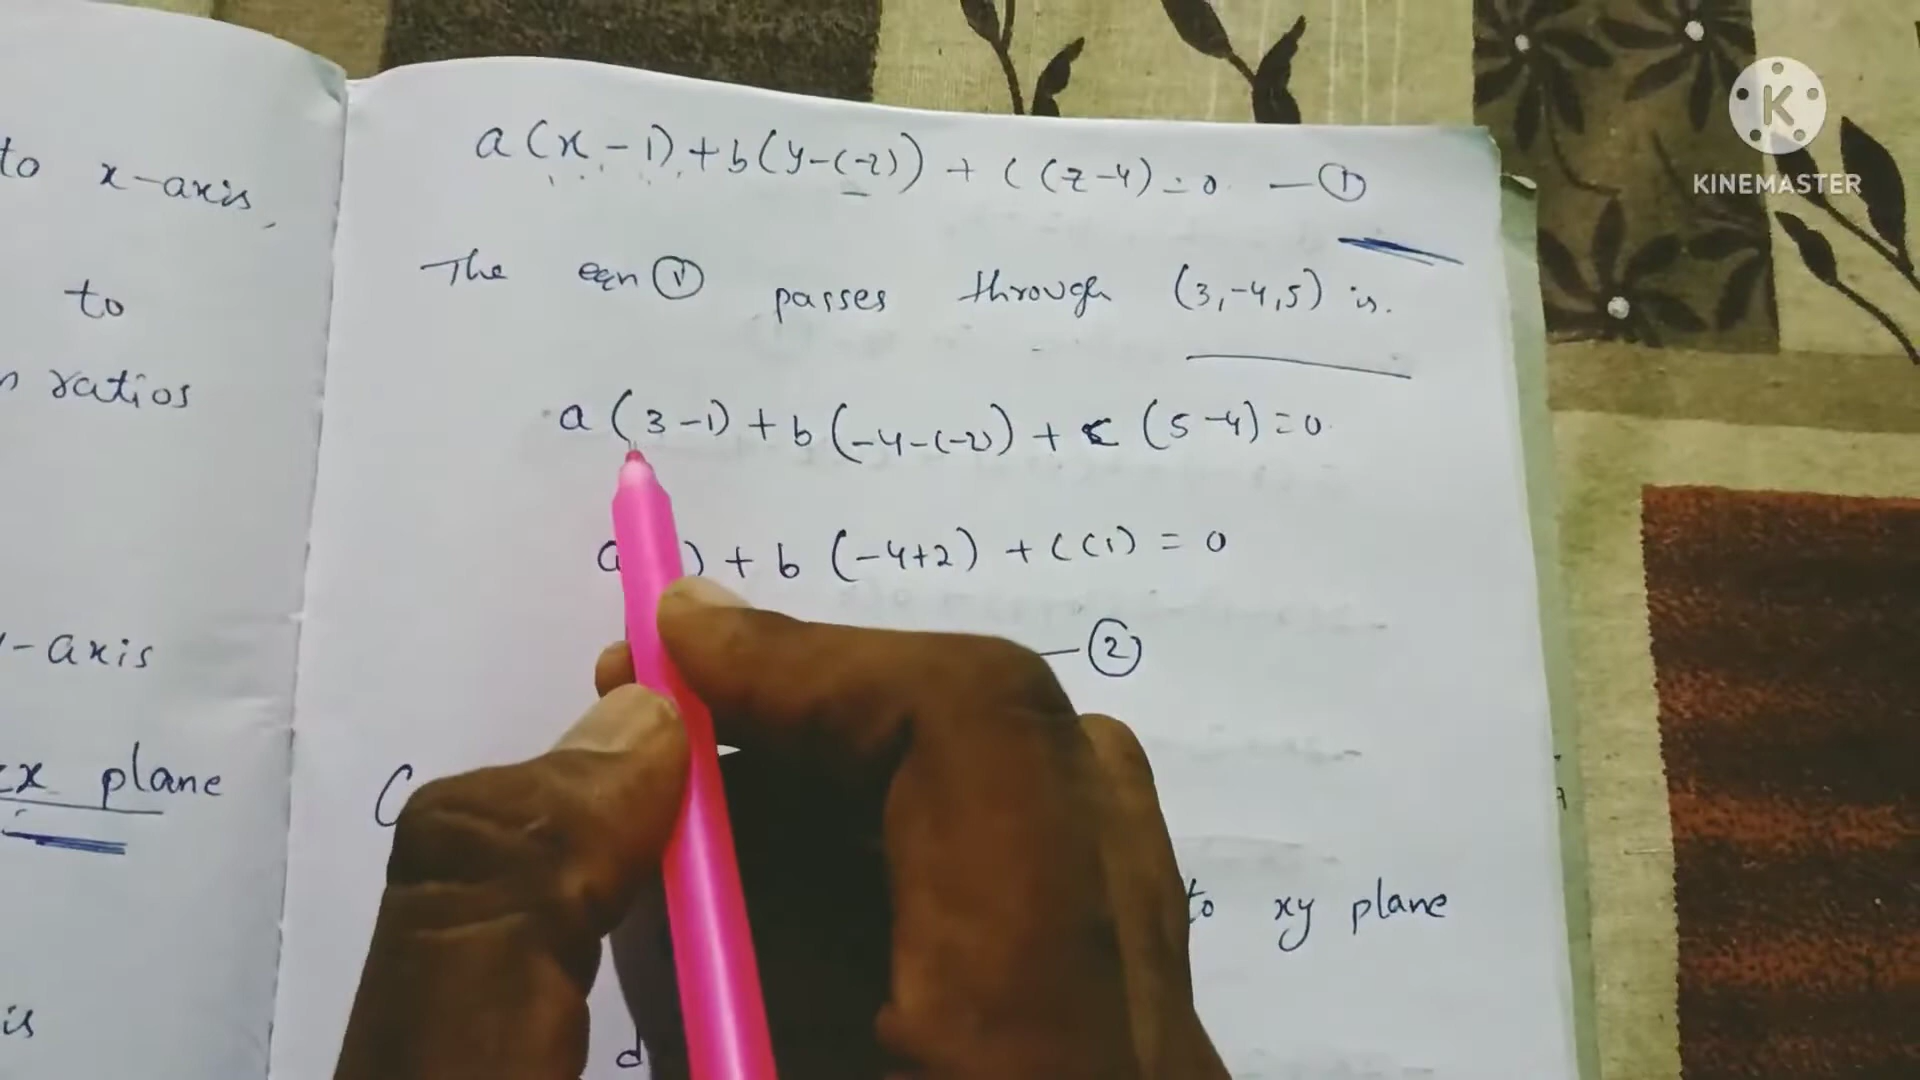 to x-axis,
to
ratios
-axis
plane
is
a(x-1)+b(y-(-2))+c(z-4)=0 —①
The eqn ① passes through (3,-4,5) is.
a(3-1)+b(-4-(-2))+c(5-4)=0
a ) + b (-4+2) + c(1) = 0
—②
to xy plane
d
KINEMASTER